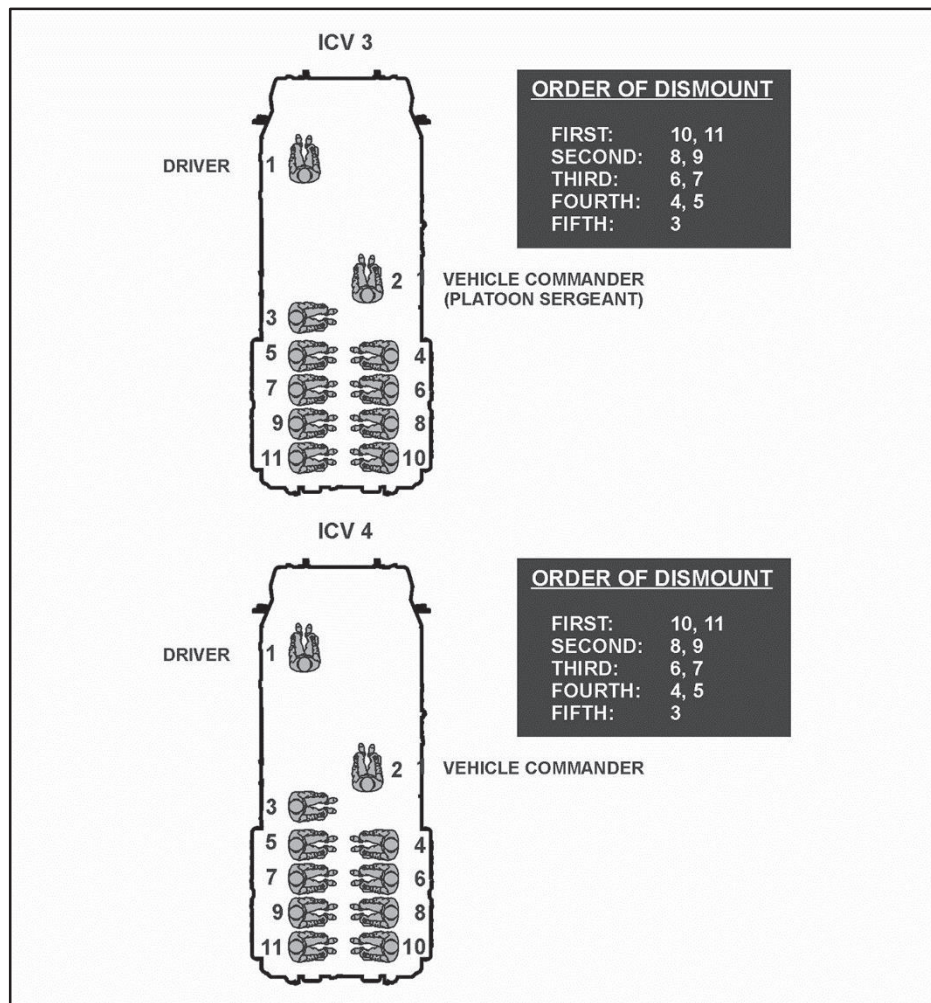 ICV 3
ORDER OF DISMOUNT
FIRST: 10, 11
SECOND: 8, 9
THIRD: 6, 7
FOURTH: 4, 5
FIFTH: 3
DRIVER 1
2 1 VEHICLE COMMANDER
(PLATOON SERGEANT)
3
5 4
7 6
9 8
11 10
ICV 4
ORDER OF DISMOUNT
FIRST: 10, 11
SECOND: 8, 9
THIRD: 6, 7
FOURTH: 4, 5
FIFTH: 3
DRIVER 1
2 1 VEHICLE COMMANDER
3
5 4
7 6
9 8
11 10